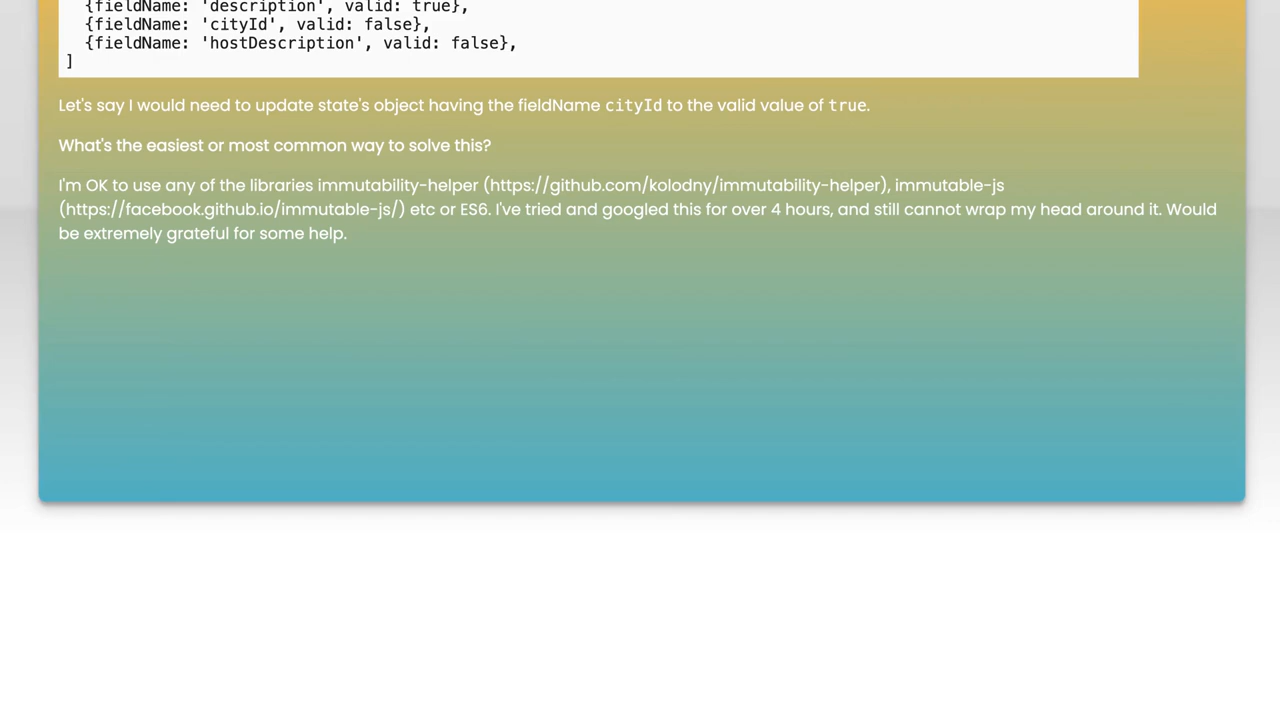 {fieldName: 'description', valid: true},
{fieldName: 'cityId', valid: false},
{fieldName: 'hostDescription', valid: false},
]
Let's say I would need to update state's object having the fieldName cityId to the valid value of true.
What's the easiest or most common way to solve this?
I'm OK to use any of the libraries immutability-helper (https://github.com/kolodny/immutability-helper), immutable-js
(https://facebook.github.io/immutable-js/) etc or ES6. I've tried and googled this for over 4 hours, and still cannot wrap my head around it. Would
be extremely grateful for some help.